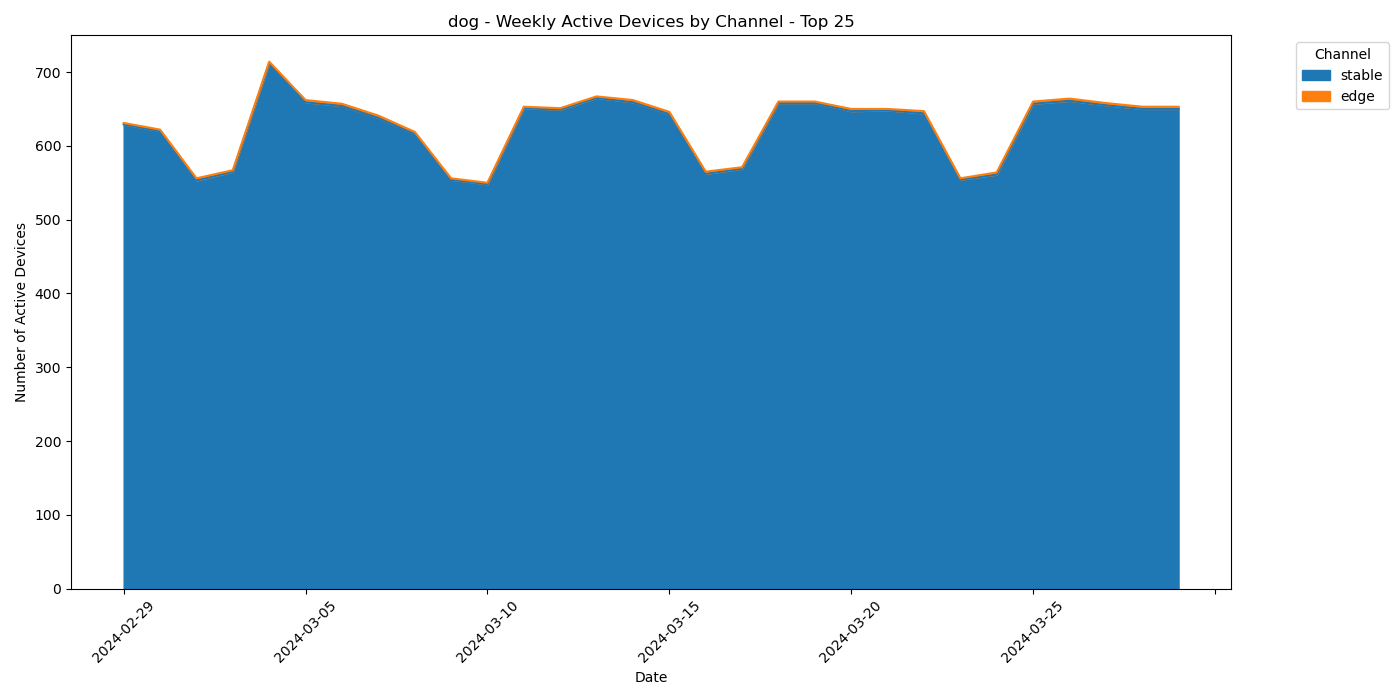 dog - Weekly Active Devices by Channel - Top 25
Channel
stable
edge
Number of Active Devices
700
600
500
400
300
200
100
0
2024-02-29
2024-03-05
2024-03-10
2024-03-15
2024-03-20
2024-03-25
Date